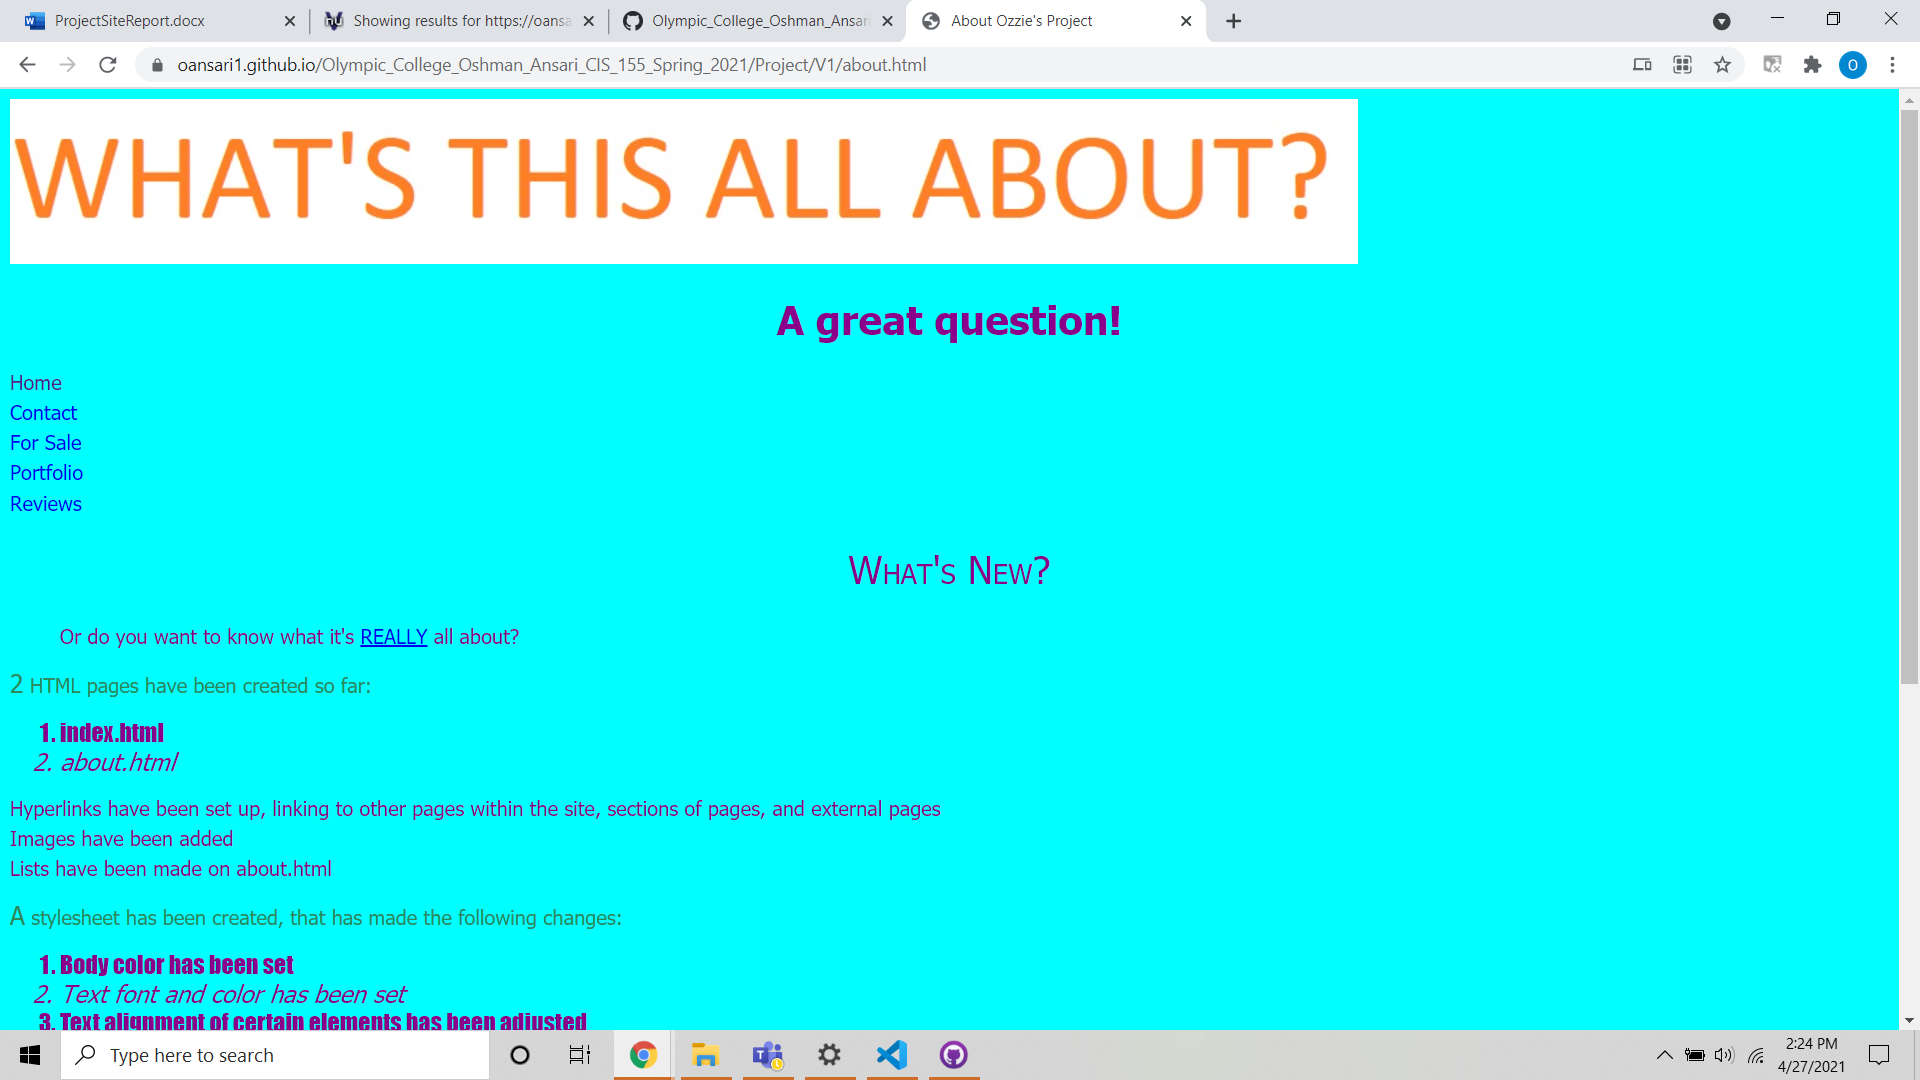 ProjectSiteReport.docx
Showing results for https://oansa
Olympic_College_Oshman_Ansari
About Ozzie's Project
oansari1.github.io/Olympic_College_Oshman_Ansari_CIS_155_Spring_2021/Project/V1/about.html
O
WHAT'S THIS ALL ABOUT?
A great question!
Home
Contact
For Sale
Portfolio
Reviews
What's New?
Or do you want to know what it's REALLY all about?
2 HTML pages have been created so far:
1. index.html
2. about.html
Hyperlinks have been set up, linking to other pages within the site, sections of pages, and external pages
Images have been added
Lists have been made on about.html
A stylesheet has been created, that has made the following changes:
1. Body color has been set
2. Text font and color has been set
3. Text alignment of certain elements has been adjusted
Type here to search
2:24 PM
4/27/2021